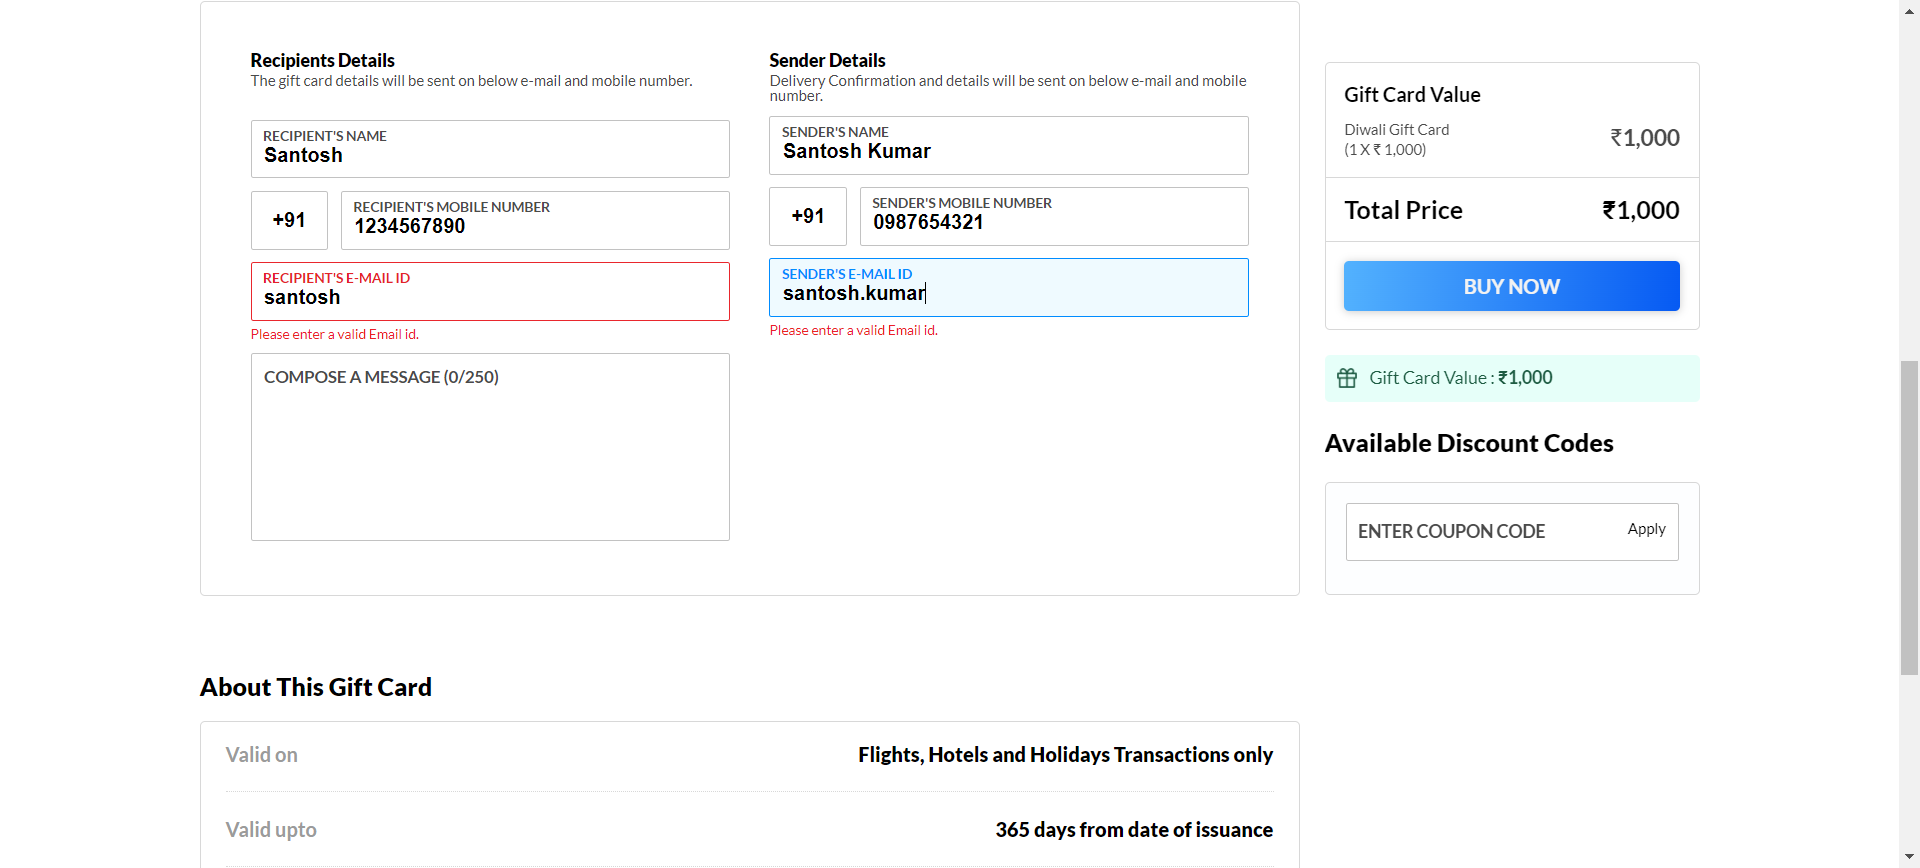 Recipients Details
The gift card details will be sent on below e-mail and mobile number.
RECIPIENT'S NAME
Santosh
+91
RECIPIENT'S MOBILE NUMBER
1234567890
RECIPIENT'S E-MAIL ID
santosh
Please enter a valid Email id.
COMPOSE A MESSAGE (0/250)
Sender Details
Delivery Confirmation and details will be sent on below e-mail and mobile
number.
SENDER'S NAME
Santosh Kumar
+91
SENDER'S MOBILE NUMBER
0987654321
SENDER'S E-MAIL ID
santosh.kumar
Please enter a valid Email id.
Gift Card Value
Diwali Gift Card
(1 X ₹ 1,000)
₹1,000
Total Price
₹1,000
BUY NOW
Gift Card Value : ₹1,000
Available Discount Codes
ENTER COUPON CODE
Apply
About This Gift Card
Valid on
Flights, Hotels and Holidays Transactions only
Valid upto
365 days from date of issuance